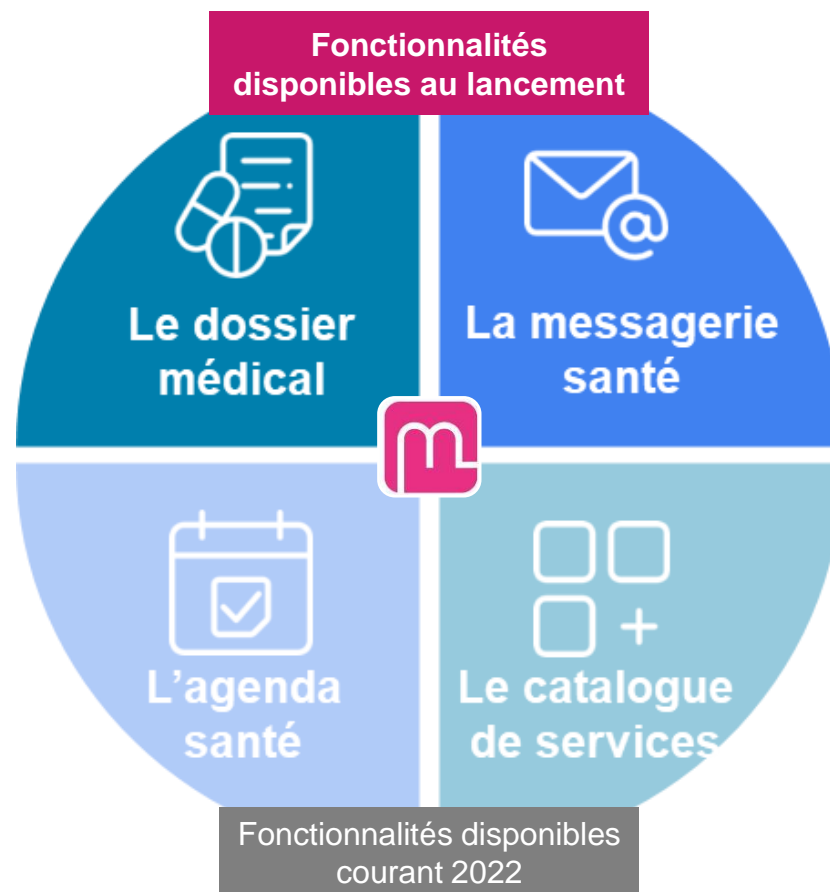 Fonctionnalités
disponibles au lancement
Le dossier
médical
La messagerie
santé
L’agenda
santé
Le catalogue
de services
Fonctionnalités disponibles
courant 2022